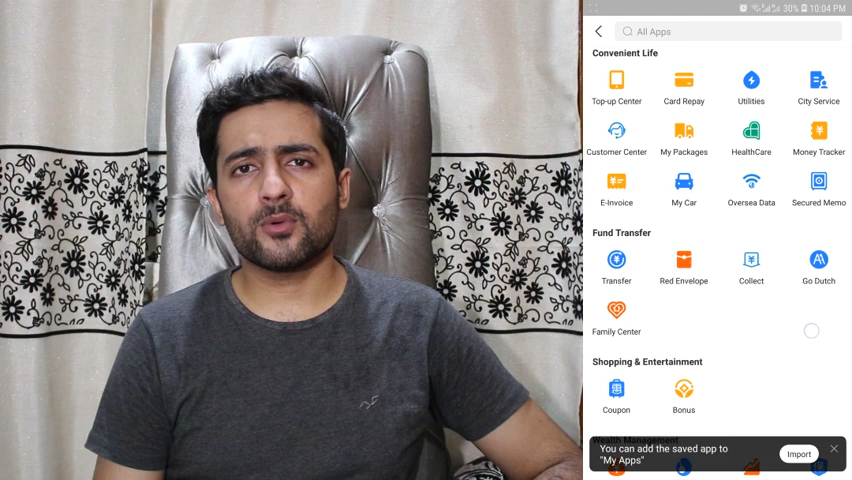 30% 10:04 PM
All Apps
Convenient Life
Top-up Center Card Repay Utilities City Service
Customer Center My Packages HealthCare Money Tracker
E-Invoice My Car Oversea Data Secured Memo
Fund Transfer
Transfer Red Envelope Collect Go Dutch
Family Center
Shopping & Entertainment
Coupon Bonus
Wealth Management
You can add the saved app to
"My Apps"
Import